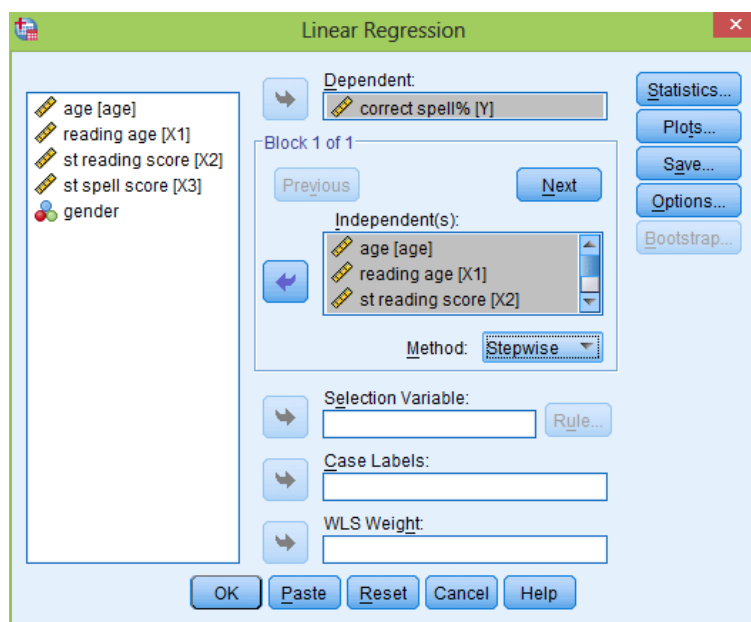 Linear Regression
age [age]
reading age [X1]
st reading score [X2]
st spell score [X3]
gender
Dependent:
correct spell% [Y]
Block 1 of 1
Previous
Next
Independent(s):
age [age]
reading age [X1]
st reading score [X2]
Method: Stepwise
Selection Variable:
Rule...
Case Labels:
WLS Weight:
Statistics...
Plots...
Save...
Options...
Bootstrap...
OK Paste Reset Cancel Help